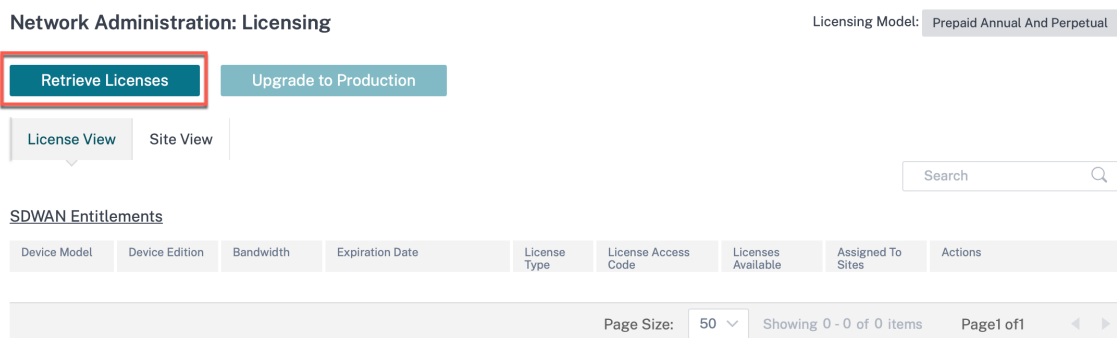 Network Administration: Licensing
Licensing Model: Prepaid Annual And Perpetual
Retrieve Licenses Upgrade to Production
License View Site View
Search
SDWAN Entitlements
Device Model Device Edition Bandwidth Expiration Date License Type License Access Code Licenses Available Assigned To Sites Actions
Page Size: 50 Showing 0 - 0 of 0 items Page1 of1